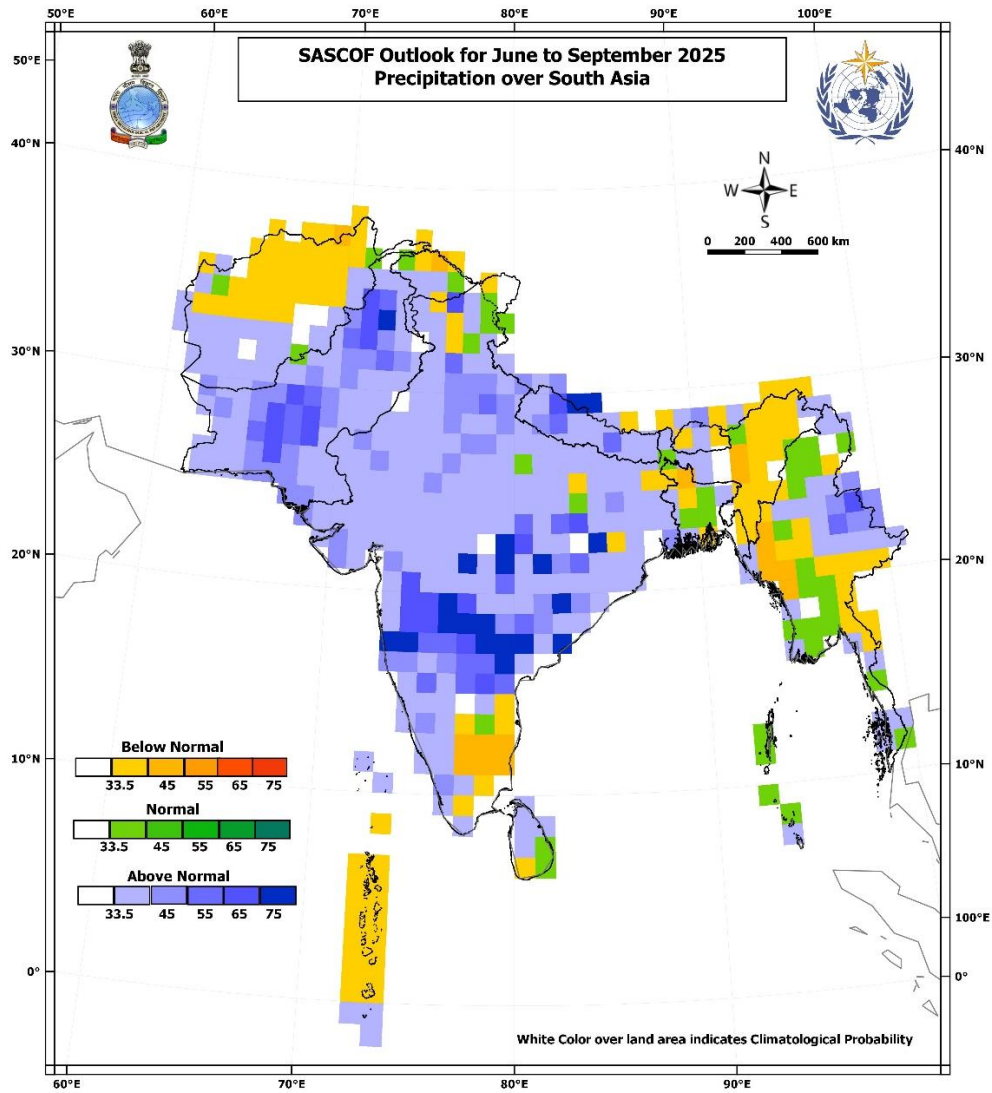 50°E 60°E 70°E 80°E 90°E 100°E
SASCOF Outlook for June to September 2025
Precipitation over South Asia
50°N
40°N 40°N
N
W E
S
0 200 400 600 km
30°N 30°N
20°N 20°N
Below Normal
33.5 45 55 65 75
10°N 10°N
Normal
33.5 45 55 65 75
Above Normal
33.5 45 55 65 75
100°E
0° 0°
White Color over land area indicates Climatological Probability
60°E 70°E 80°E 90°E